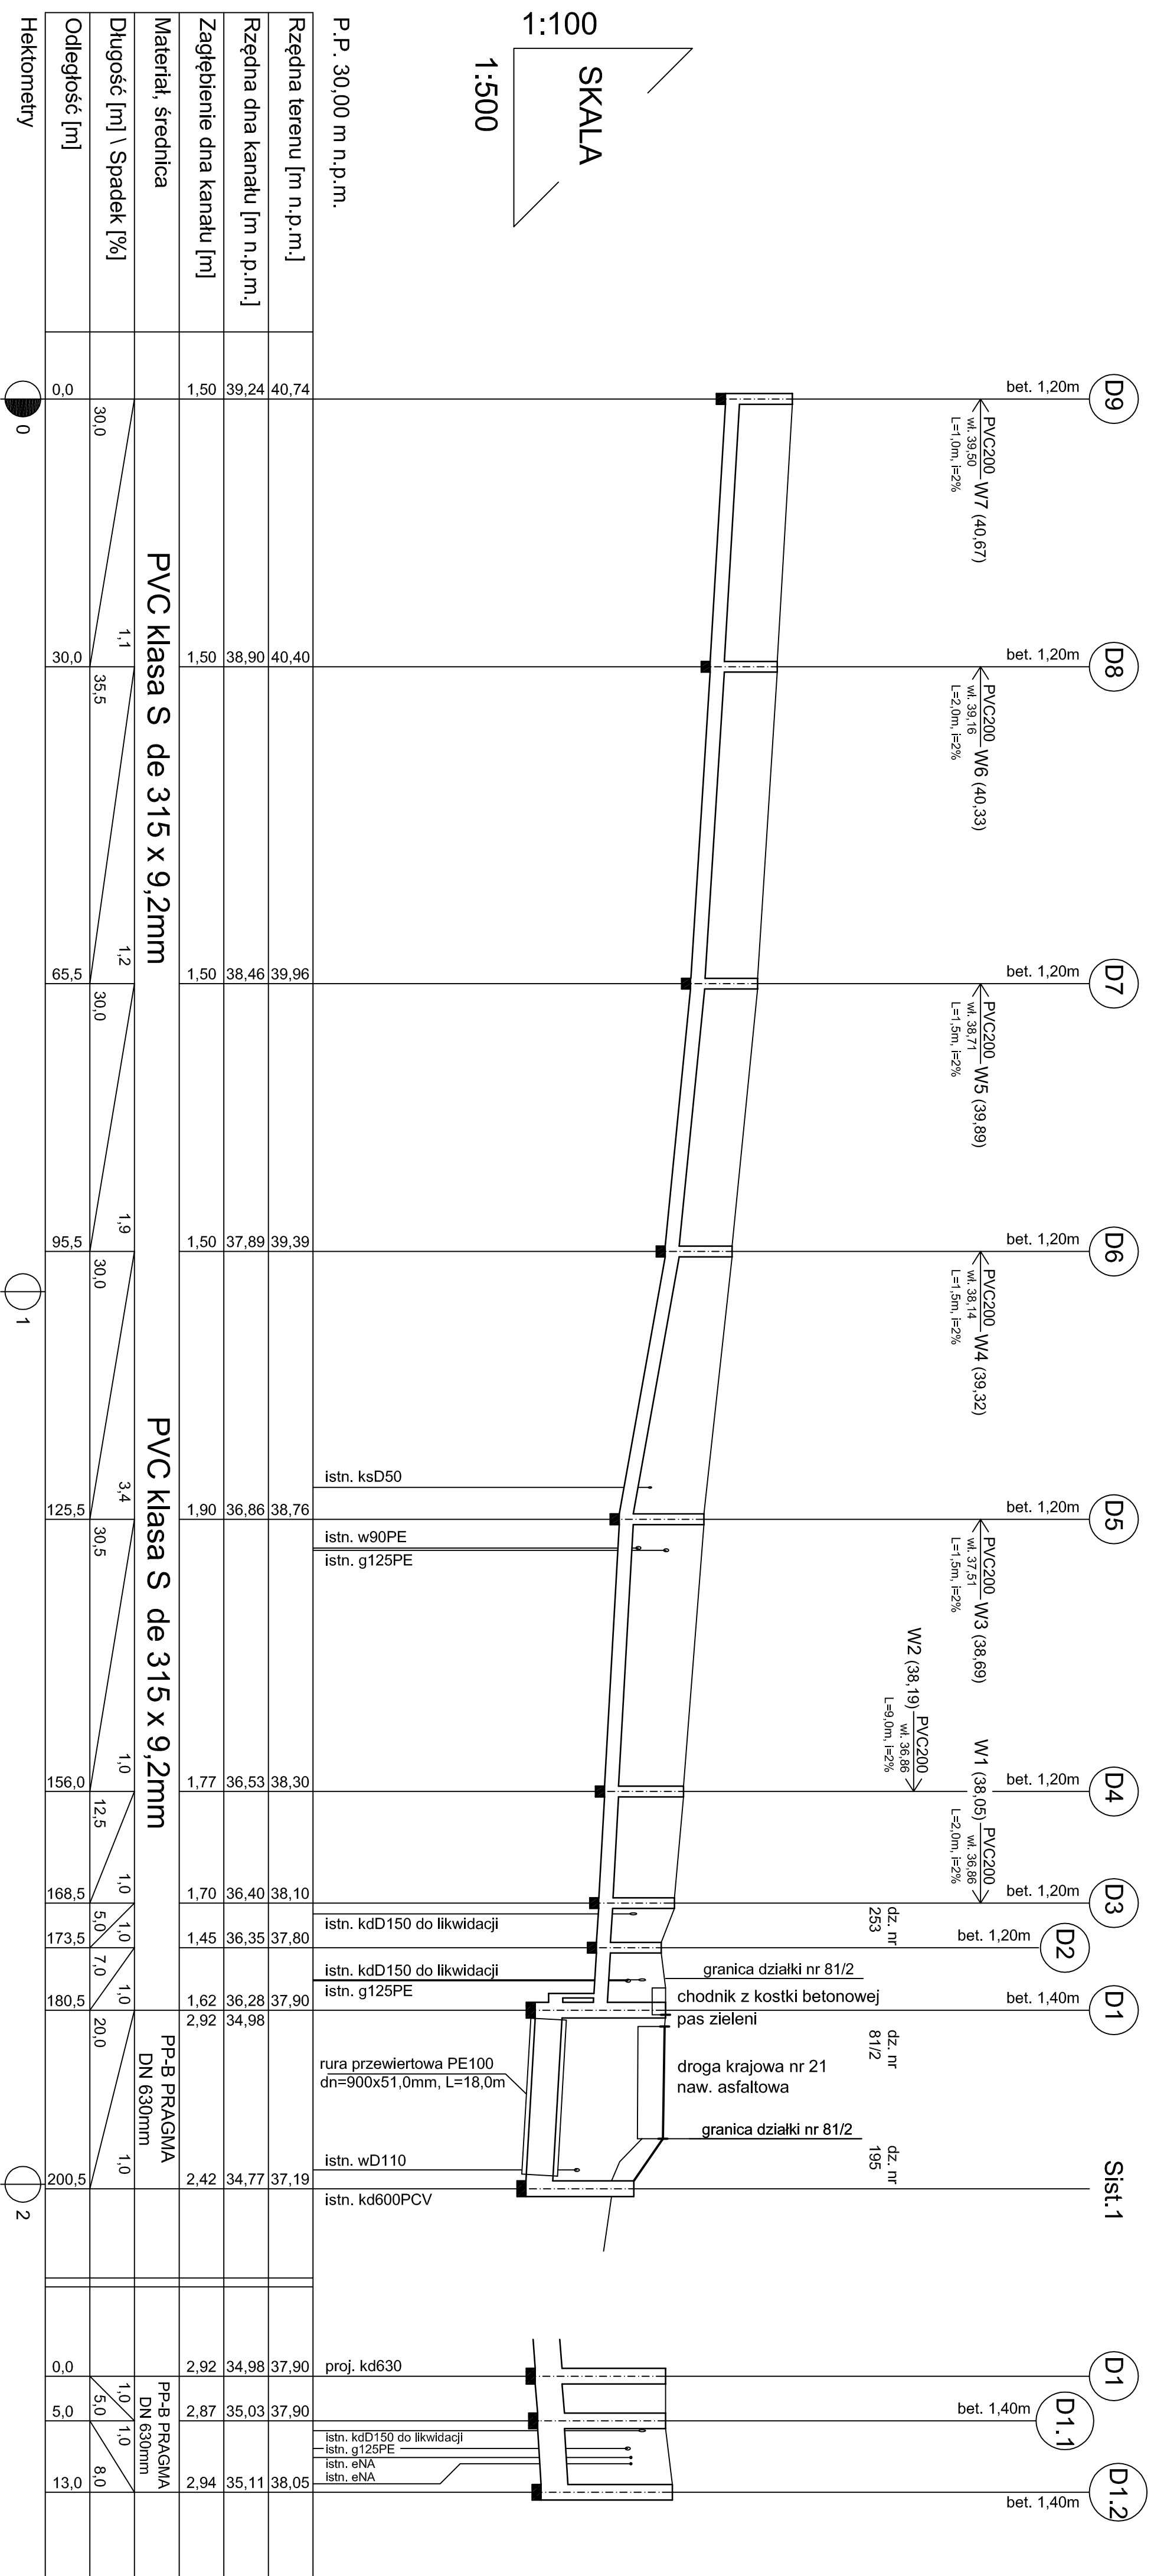 SKALA
1:100
1:500
P.P. 30,00 m n.p.m.
Rzędna terenu [m n.p.m.]
Rzędna dna kanału [m n.p.m.]
Zagłębienie dna kanału [m]
Materiał, średnica
Długość [m] \ Spadek [%]
Odległość [m]
Hektometry
D9
bet. 1,20m
PVC200
wł. 39,50
L=1,0m, i=2%
W7 (40,67)
D8
bet. 1,20m
PVC200
wł. 39,16
L=2,0m, i=2%
W6 (40,33)
D7
bet. 1,20m
PVC200
wł. 38,71
L=1,5m, i=2%
W5 (39,89)
D6
bet. 1,20m
PVC200
wł. 38,14
L=1,5m, i=2%
W4 (39,32)
D5
bet. 1,20m
PVC200
wł. 37,51
L=1,5m, i=2%
W3 (38,69)
W2 (38,19)
PVC200
wł. 36,86
L=9,0m, i=2%
D4
bet. 1,20m
W1 (38,05)
PVC200
wł. 36,86
L=2,0m, i=2%
D3
bet. 1,20m
D2
bet. 1,20m
D1
bet. 1,40m
Sist.1
D1
D1.1
bet. 1,40m
D1.2
bet. 1,40m
dz. nr
253
dz. nr
81/2
dz. nr
195
granica działki nr 81/2
chodnik z kostki betonowej
pas zieleni
droga krajowa nr 21
naw. asfaltowa
granica działki nr 81/2
istn. ksD50
istn. w90PE
istn. g125PE
istn. kdD150 do likwidacji
istn. kdD150 do likwidacji
istn. g125PE
rura przewiertowa PE100
dn=900x51,0mm, L=18,0m
istn. wD110
istn. kd600PCV
proj. kd630
istn. kdD150 do likwidacji
istn. g125PE
istn. eNA
istn. eNA
40,74 40,40 39,96 39,39 38,76 38,30 38,10 37,80 37,90 37,19 37,90 37,90 38,05
39,24 38,90 38,46 37,89 36,86 36,53 36,40 36,35 36,28 34,98 34,77 34,98 35,03 35,11
1,50 1,50 1,50 1,50 1,90 1,77 1,70 1,45 1,62 2,92 2,42 2,92 2,87 2,94
PVC klasa S de 315 x 9,2mm
PVC klasa S de 315 x 9,2mm
PP-B PRAGMA
DN 630mm
PP-B PRAGMA
DN 630mm
1,1 1,2 1,9 3,4 1,0 1,0 1,0 1,0 1,0 1,0 1,0
30,0 35,5 30,0 30,0 30,5 12,5 5,0 7,0 20,0 5,0 8,0
0,0 30,0 65,5 95,5 125,5 156,0 168,5 173,5 180,5 200,5 0,0 5,0 13,0
0 1 2